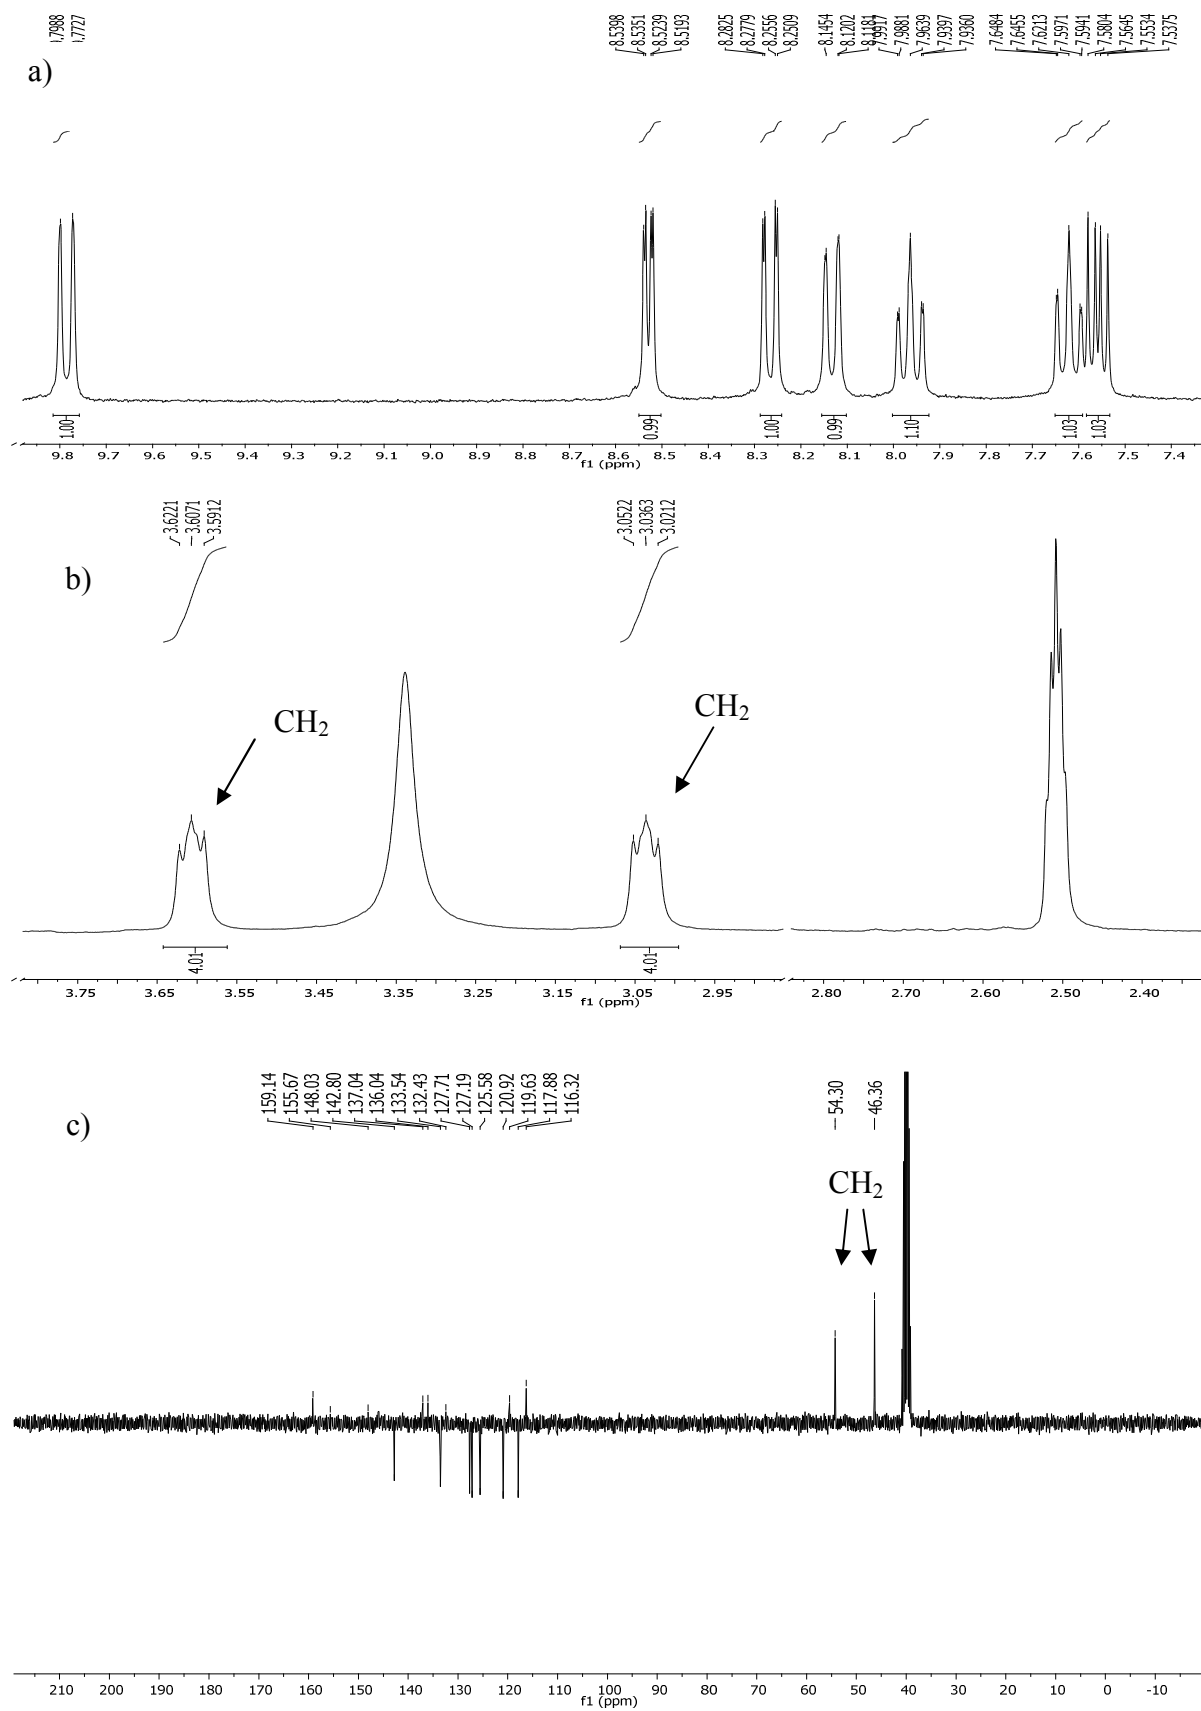 ).7988 ).7727 8.5398 8.5351 8.5239 8.5193 8.2825 8.2779 8.2556 8.2509 8.1454 8.1202 8.1181 7.9917 7.9881 7.9639 7.9397 7.9360 7.6484 7.6455 7.6213 7.5971 7.5941 7.5804 7.5645 7.5534 7.5375
a)
1.00 0.99 1.00 0.99 1.10 1.03 1.03
9.8 9.7 9.6 9.5 9.4 9.3 9.2 9.1 9.0 8.9 8.8 8.7 8.6 8.5 8.4 8.3 8.2 8.1 8.0 7.9 7.8 7.7 7.6 7.5 7.4
f1 (ppm)
3.6221 3.6071 3.5912 3.0522 3.0363 3.0212
b)
CH₂ CH₂
4.01 4.01
3.75 3.65 3.55 3.45 3.35 3.25 3.15 3.05 2.95 2.80 2.70 2.60 2.50 2.40
f1 (ppm)
159.14 155.67 148.03 142.80 137.04 136.04 133.54 132.43 127.71 127.19 125.58 120.92 119.63 117.88 116.32 54.30 46.36
c)
CH₂
210 200 190 180 170 160 150 140 130 120 110 100 90 80 70 60 50 40 30 20 10 0 -10
f1 (ppm)